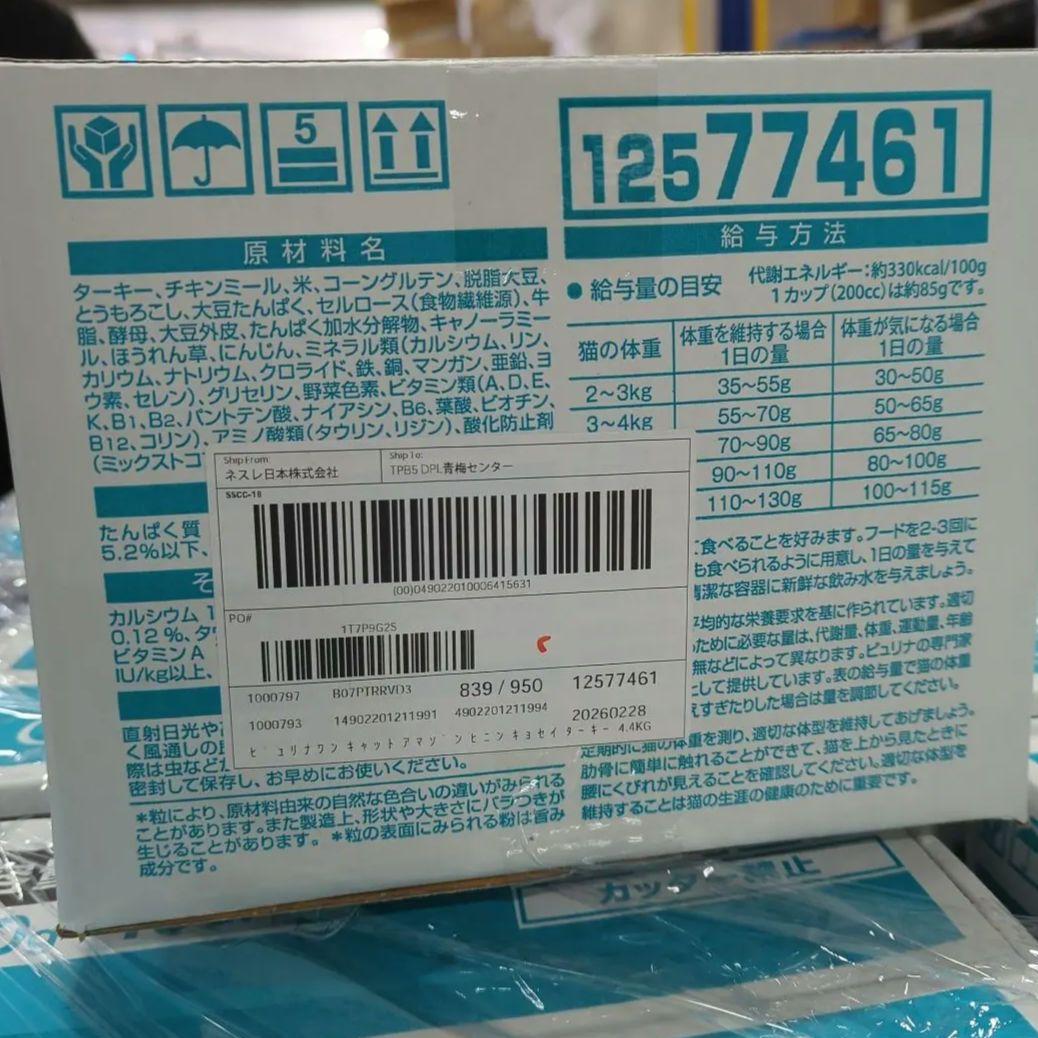 5
12577461
原材料名
ターキー、チキンミール、米、コーングルテン、脱脂大豆、
とうもろこし、大豆たんぱく、セルロース(食物繊維源)、牛
脂、酵母、大豆外皮、たんぱく加水分解物、キャノーラミー
ル、ほうれん草、にんじん、ミネラル類(カルシウム、リン、
カリウム、ナトリウム、クロライド、鉄、銅、マンガン、亜鉛、ヨ
ウ素、セレン)、グリセリン、野菜色素、ビタミン類(A、D、E、
K、B1、B2、パントテン酸、ナイアシン、B6、葉酸、ビオチン、
B12、コリン)、アミノ酸類(タウリン、リジン)、酸化防止剤
(ミックストコ
たんぱく質
5.2%以下、
そ
カルシウム 1
0.12%、タ
ビタミンA
IU/kg以上、
直射日光や
く風通しの
際は虫など
密封して保存し、お早めにお使いください。
*粒により、原材料由来の自然な色合いの違いがみられる
ことがあります。また製造上、形状や大きさにバラつきが
生じることがあります。*粒の表面にみられる粉は旨み
成分です。
給与方法
● 給与量の目安
代謝エネルギー:約330kcal/100g
1カップ(200cc)は約85gです。
猫の体重 体重を維持する場合 1日の量 体重が気になる場合 1日の量
2~3kg 35~55g 30~50g
3~4kg 55~70g 50~65g
70~90g 65~80g
90~110g 80~100g
110~130g 100~115g
食べることを好みます。フードを2-3回に
も食べられるように用意し、1日の量を与えて
潔な容器に新鮮な飲み水を与えましょう。
平均的な栄養要求を基に作られています。適切
ために必要な量は、代謝量、体重、運動量、年齢
無などによって異なります。ピュリナの専門家
として提供しています。表の給与量で猫の体重
えすぎたりした場合は量を調節してください。
定期的に猫の体重を測り、適切な体型を維持してあげましょう。
肋骨に簡単に触れることができて、猫を上から見たときに
腰にくびれが見えることを確認してください。適切な体型を
維持することは猫の生涯の健康のために重要です。
Ship From:
ネスレ日本株式会社
Ship To:
TPB5 DPL青梅センター
SSCC-18
(00)049022010006415631
PO#
1T7P9G2S
1000797 B07PTRRVD3 839 / 950 12577461
1000793 14902201211991 4902201211994 20260228
ピュリナワン キャット アマゾンヒニンキョセイターキー 4.4KG
カッター禁止